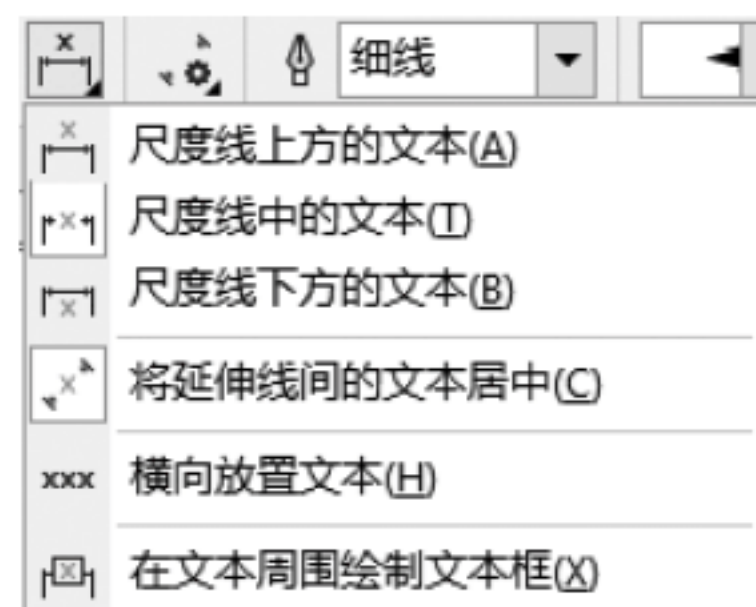 细线
尺度线上方的文本(A)
尺度线中的文本(T)
尺度线下方的文本(B)
将延伸线间的文本居中(C)
xxx 横向放置文本(H)
在文本周围绘制文本框(X)